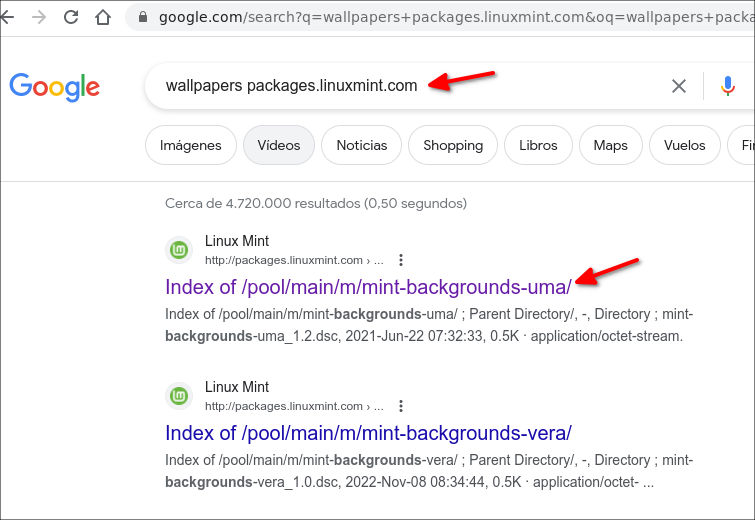 google.com/search?q=wallpapers+packages.linuxmint.com&oq=wallpapers+packa
Google
wallpapers packages.linuxmint.com
Imágenes Vídeos Noticias Shopping Libros Maps Vuelos Fi
Cerca de 4.720.000 resultados (0,50 segundos)
Linux Mint
http://packages.linuxmint.com › ...
Index of /pool/main/m/mint-backgrounds-uma/
Index of /pool/main/m/mint-backgrounds-uma/ ; Parent Directory/, -, Directory ; mint-
backgrounds-uma_1.2.dsc, 2021-Jun-22 07:32:33, 0.5K · application/octet-stream.
Linux Mint
http://packages.linuxmint.com › ...
Index of /pool/main/m/mint-backgrounds-vera/
Index of /pool/main/m/mint-backgrounds-vera/ ; Parent Directory/, -, Directory ; mint-
backgrounds-vera_1.0.dsc, 2022-Nov-08 08:34:44, 0.5K · application/octet- ...